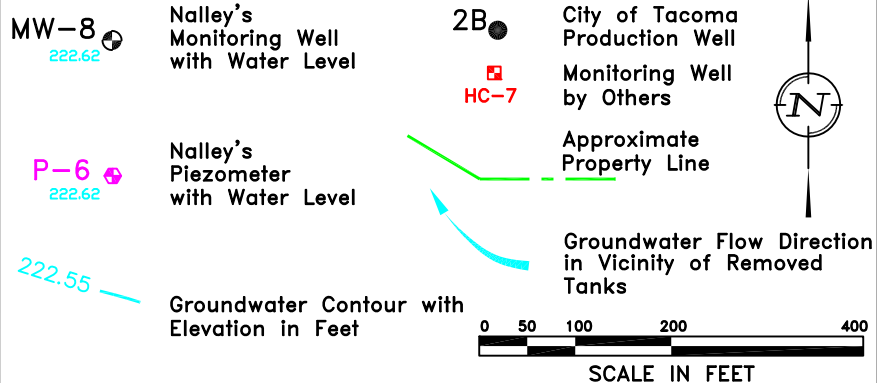 MW-8
222.62
Nalley's
Monitoring Well
with Water Level
2B
City of Tacoma
Production Well
HC-7
Monitoring Well
by Others
N
P-6
222.62
Nalley's
Piezometer
with Water Level
Approximate
Property Line
222.55
Groundwater Contour with
Elevation in Feet
Groundwater Flow Direction
in Vicinity of Removed
Tanks
0 50 100 200 400
SCALE IN FEET